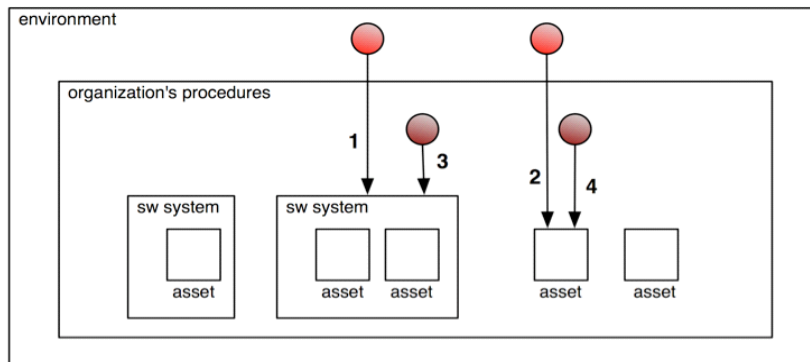 environment
organization's procedures
1
3
2
4
sw system
sw system
asset
asset
asset
asset
asset